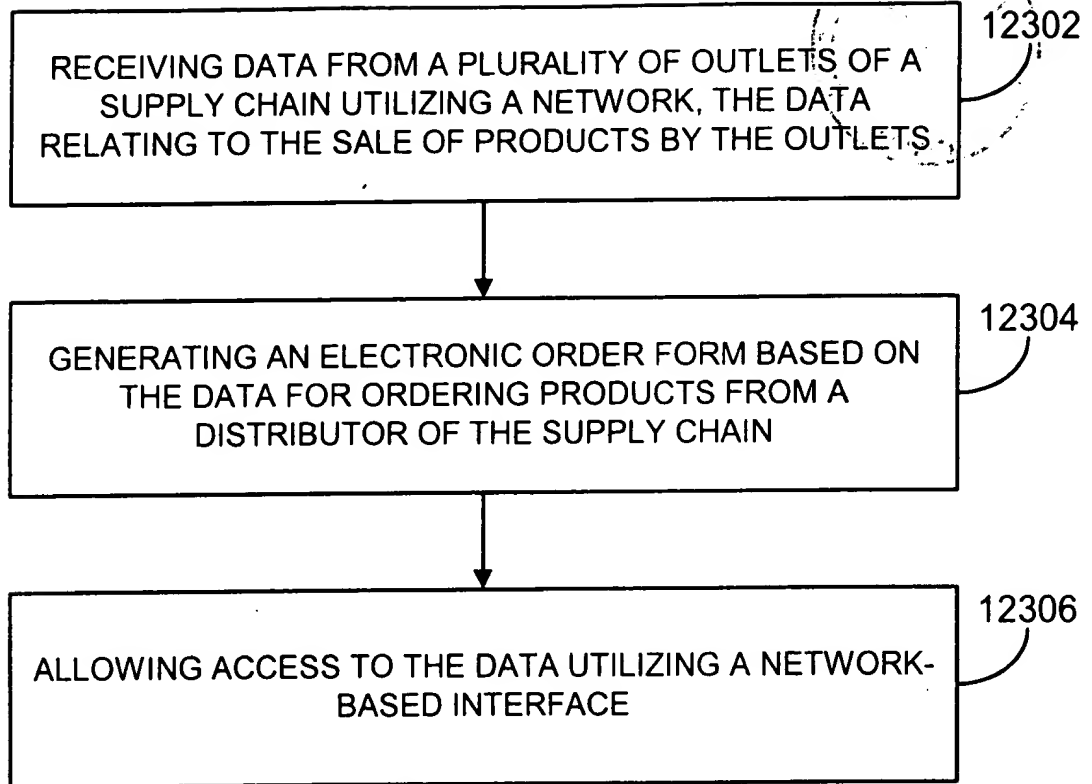 12302
RECEIVING DATA FROM A PLURALITY OF OUTLETS OF A
SUPPLY CHAIN UTILIZING A NETWORK, THE DATA
RELATING TO THE SALE OF PRODUCTS BY THE OUTLETS
12304
GENERATING AN ELECTRONIC ORDER FORM BASED ON
THE DATA FOR ORDERING PRODUCTS FROM A
DISTRIBUTOR OF THE SUPPLY CHAIN
12306
ALLOWING ACCESS TO THE DATA UTILIZING A NETWORK-
BASED INTERFACE